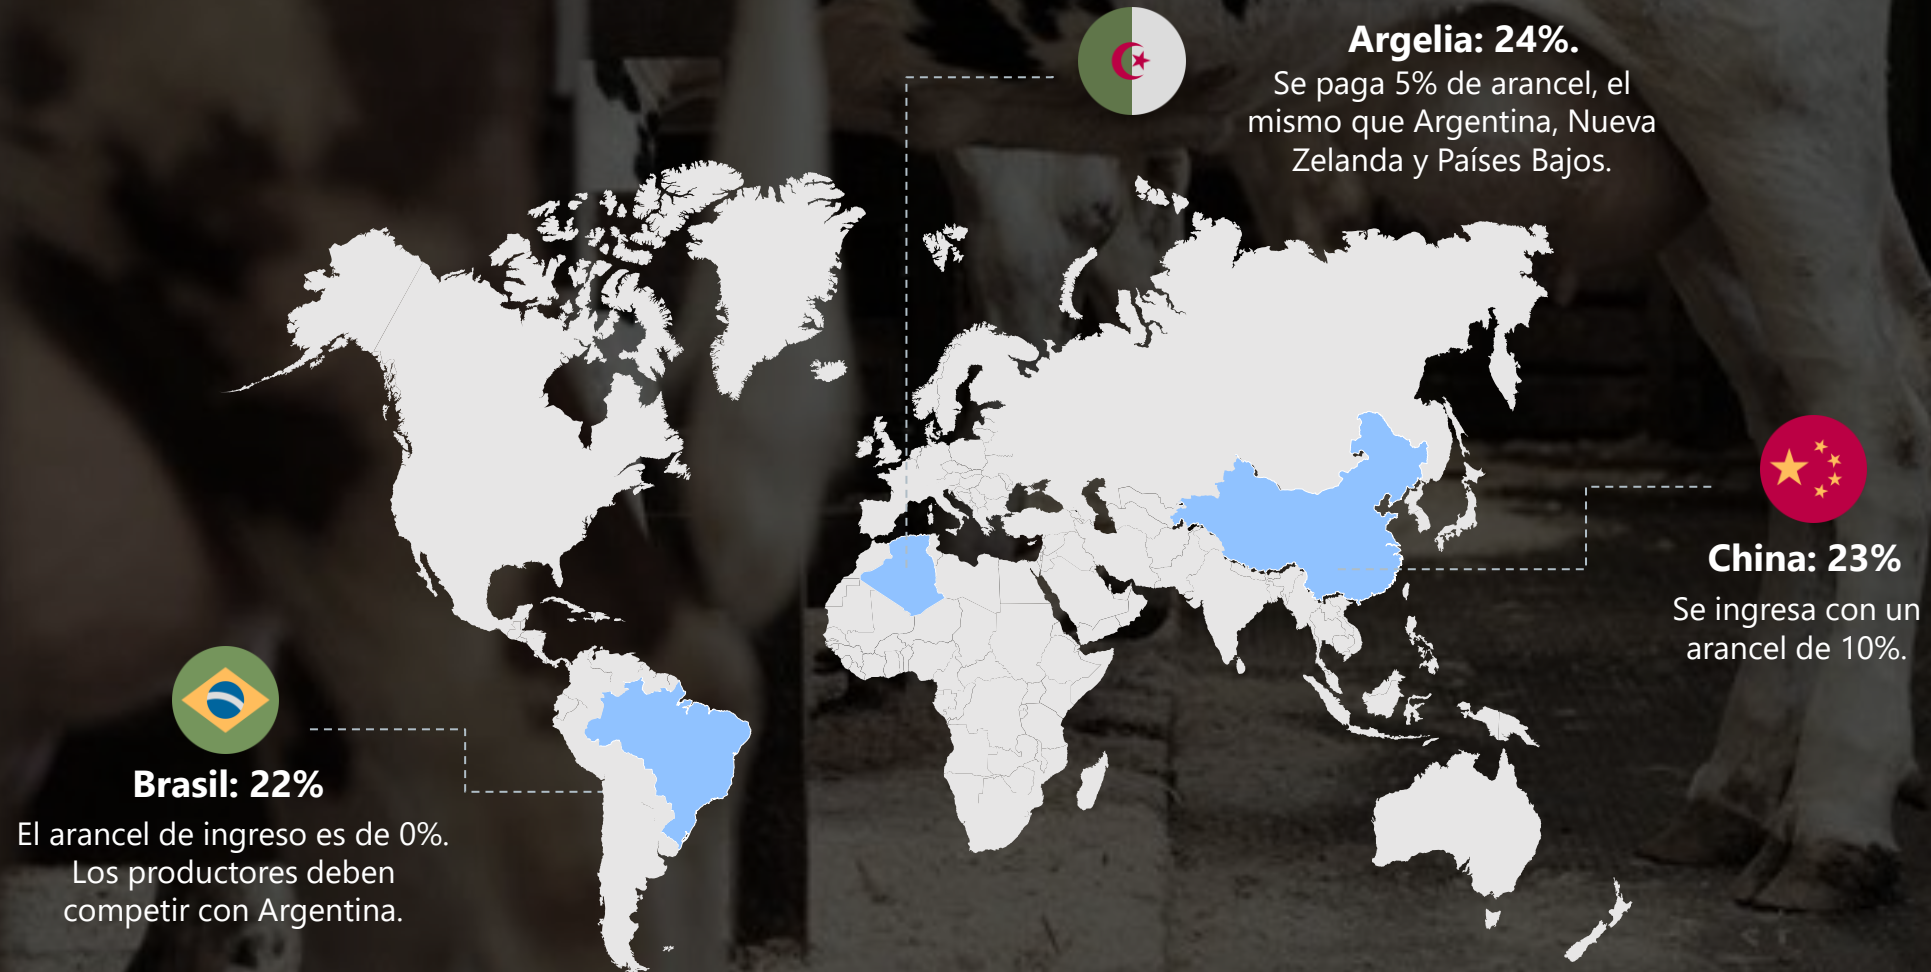 Argelia: 24%.
Se paga 5% de arancel, el
mismo que Argentina, Nueva
Zelanda y Países Bajos.
China: 23%
Se ingresa con un
arancel de 10%.
Brasil: 22%
El arancel de ingreso es de 0%.
Los productores deben
competir con Argentina.